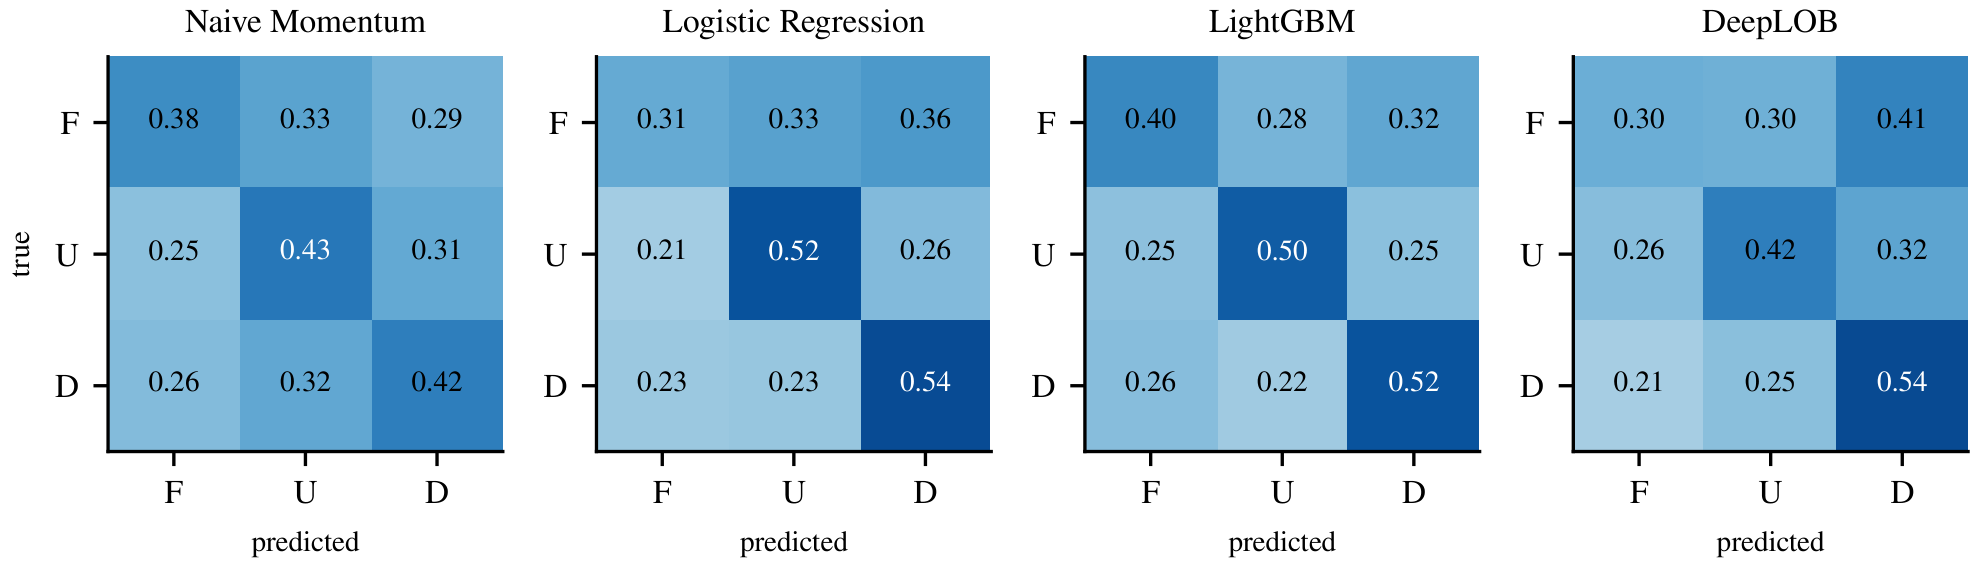 Naive Momentum Logistic Regression LightGBM DeepLOB
F 0.38 0.33 0.29 F 0.31 0.33 0.36 F 0.40 0.28 0.32 F 0.30 0.30 0.41
true U 0.25 0.43 0.31 U 0.21 0.52 0.26 U 0.25 0.50 0.25 U 0.26 0.42 0.32
D 0.26 0.32 0.42 D 0.23 0.23 0.54 D 0.26 0.22 0.52 D 0.21 0.25 0.54
F U D F U D F U D F U D
predicted predicted predicted predicted